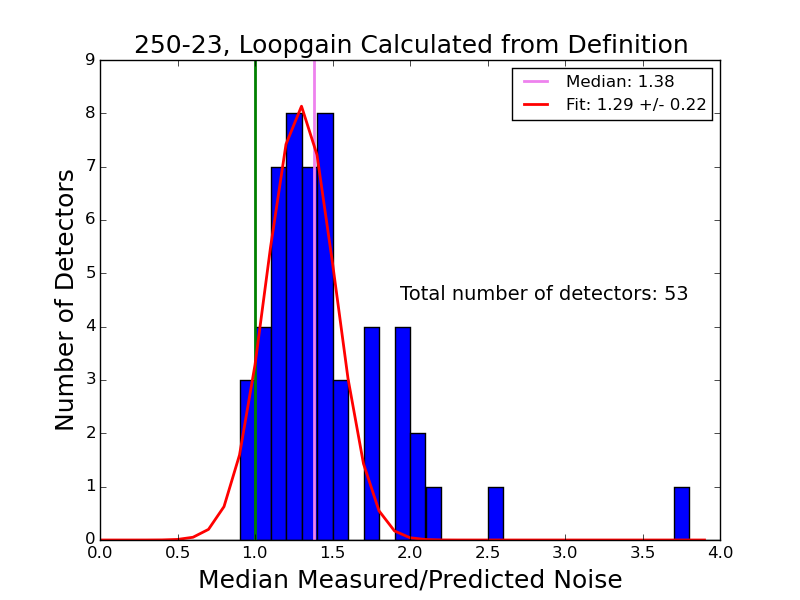 250-23, Loopgain Calculated from Definition
Median: 1.38
Fit: 1.29 +/- 0.22
Total number of detectors: 53
Number of Detectors
9
8
7
6
5
4
3
2
1
0
0.0 0.5 1.0 1.5 2.0 2.5 3.0 3.5 4.0
Median Measured/Predicted Noise